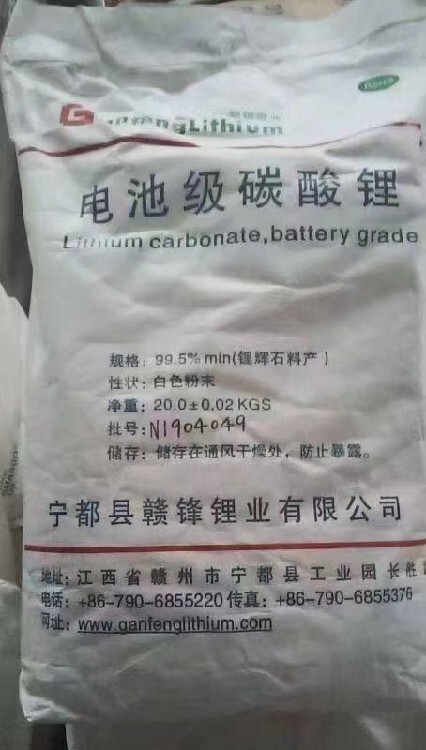 RoHS
GanfengLithium
电池级碳酸锂
Lithium carbonate,battery grade
规格: 99.5% min(锂辉石料产)
性状: 白色粉末
净重: 20.0±0.02 KGS
批号: N1904049
储存: 储存在通风干燥处，防止暴露。
宁都县赣锋锂业有限公司
地址: 江西省赣州市宁都县工业园长胜
电话: +86-790-6855220 传真: +86-790-6855376
网址: www.ganfenglithium.com